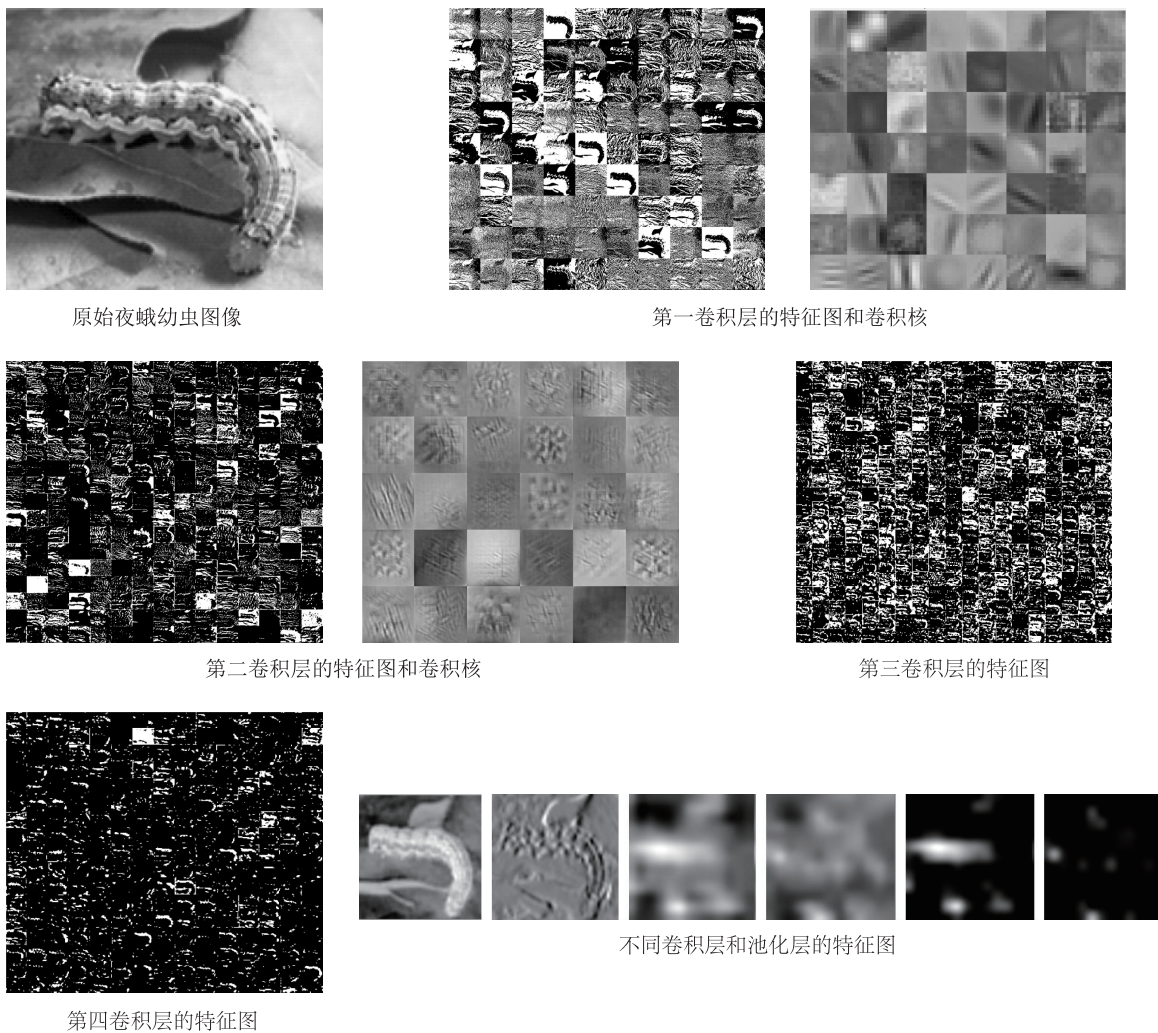 原始夜蛾幼虫图像
第一卷积层的特征图和卷积核
第二卷积层的特征图和卷积核
第三卷积层的特征图
不同卷积层和池化层的特征图
第四卷积层的特征图